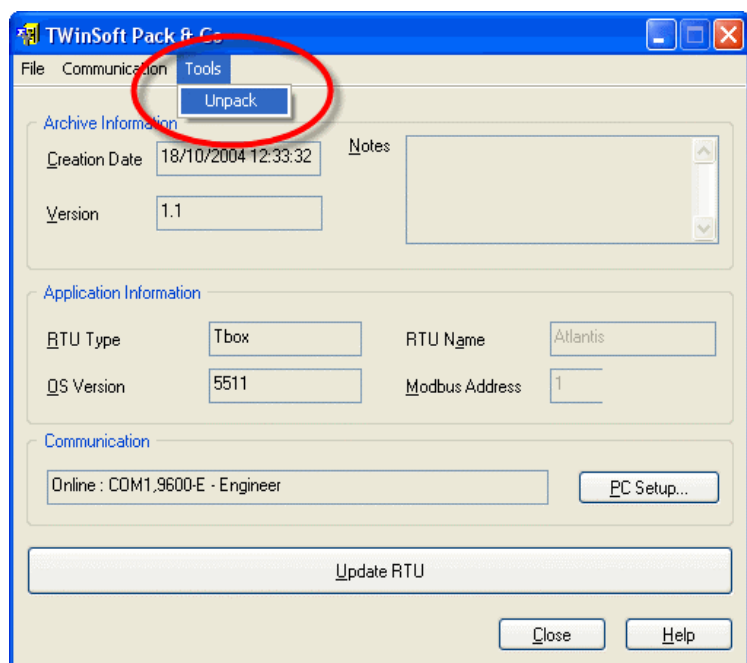 TWinSoft Pack & Go
File Communication Tools
Unpack
Archive Information
Creation Date 18/10/2004 12:33:32 Notes
Version 1.1
Application Information
RTU Type Tbox RTU Name Atlantis
OS Version 5511 Modbus Address 1
Communication
Online : COM1,9600-E - Engineer PC Setup...
Update RTU
Close Help